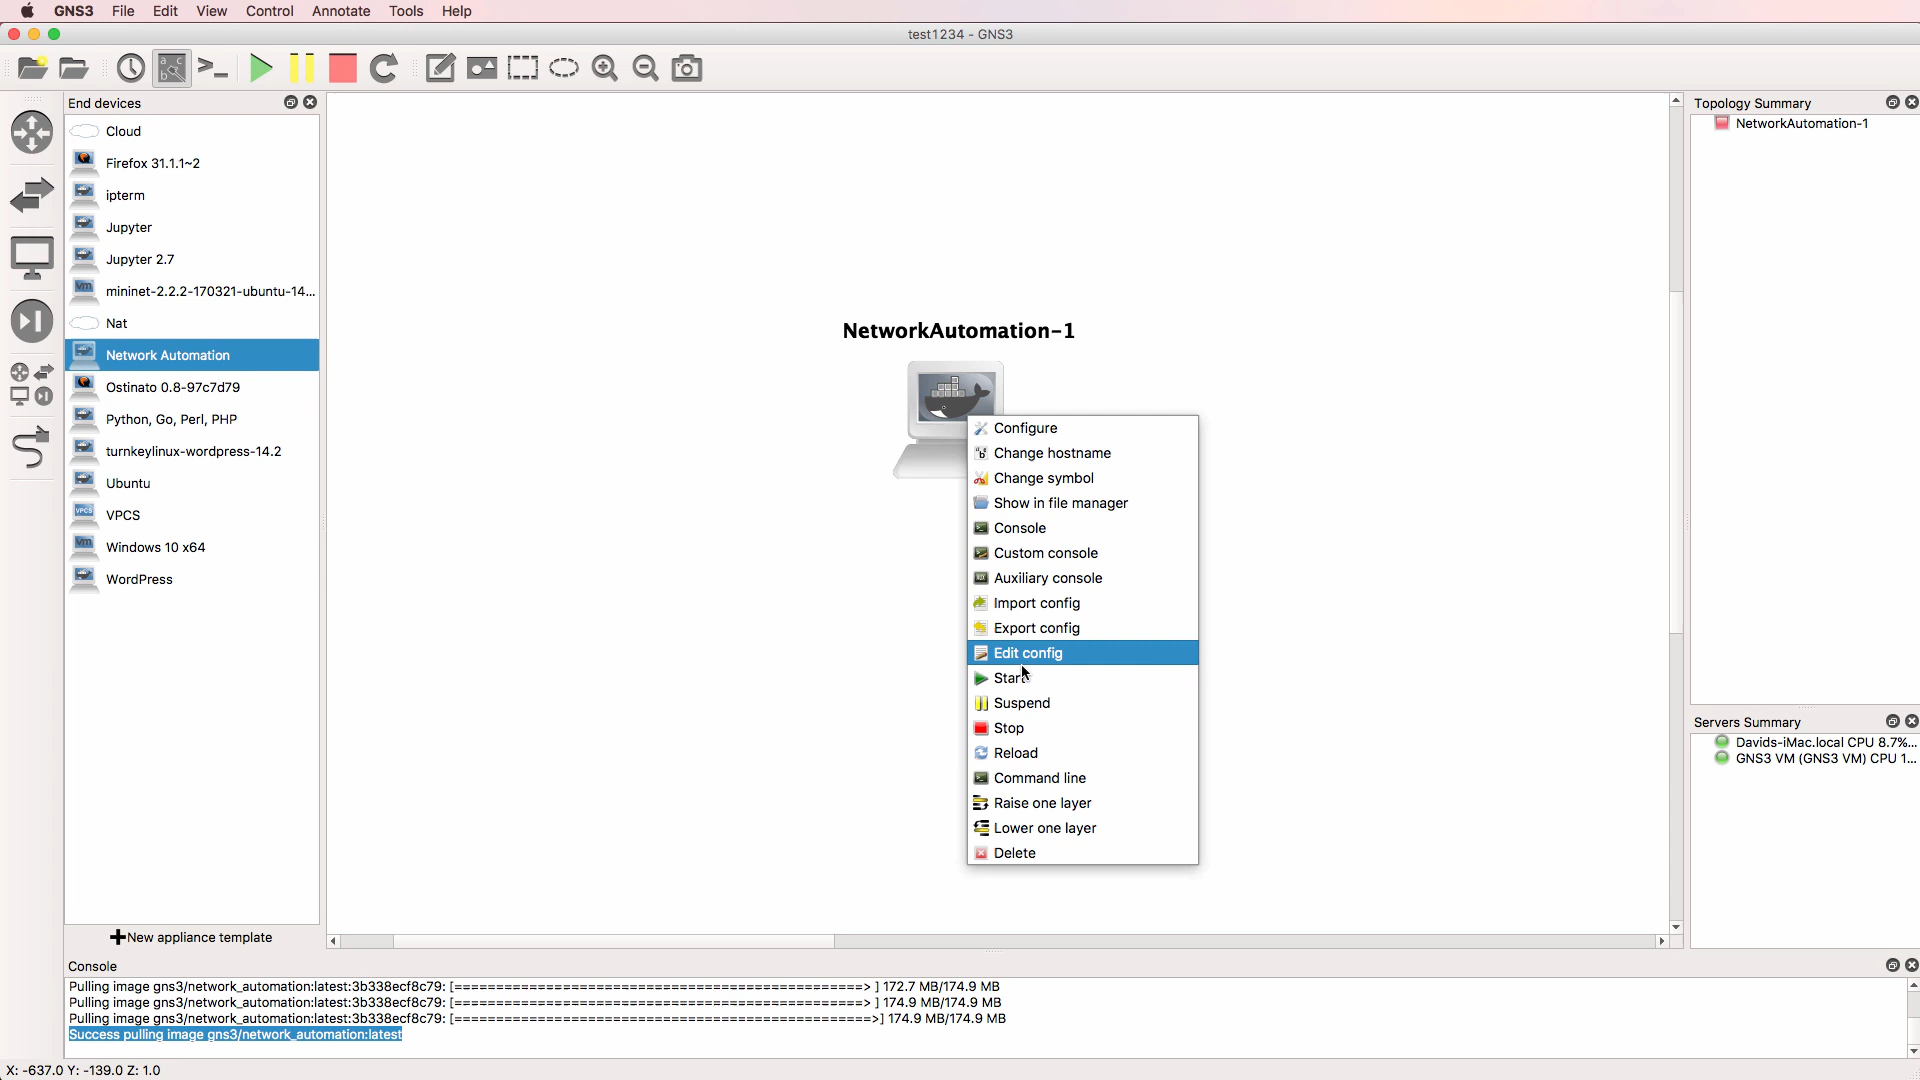 GNS3 File Edit View Control Annotate Tools Help
test1234 - GNS3
End devices
Cloud
Firefox 31.1.1~2
ipterm
Jupyter
Jupyter 2.7
mininet-2.2.2-170321-ubuntu-14...
Nat
Network Automation
Ostinato 0.8-97c7d79
Python, Go, Perl, PHP
turnkeylinux-wordpress-14.2
Ubuntu
VPCS
Windows 10 x64
WordPress
New appliance template
NetworkAutomation-1
Configure
Change hostname
Change symbol
Show in file manager
Console
Custom console
Auxiliary console
Import config
Export config
Edit config
Start
Suspend
Stop
Reload
Command line
Raise one layer
Lower one layer
Delete
Topology Summary
NetworkAutomation-1
Servers Summary
Davids-iMac.local CPU 8.7%...
GNS3 VM (GNS3 VM) CPU 1...
Console
Pulling image gns3/network_automation:latest:3b338ecf8c79: [=================================================> ] 172.7 MB/174.9 MB
Pulling image gns3/network_automation:latest:3b338ecf8c79: [=================================================> ] 174.9 MB/174.9 MB
Pulling image gns3/network_automation:latest:3b338ecf8c79: [==================================================>] 174.9 MB/174.9 MB
Success pulling image gns3/network_automation:latest
X: -637.0 Y: -139.0 Z: 1.0